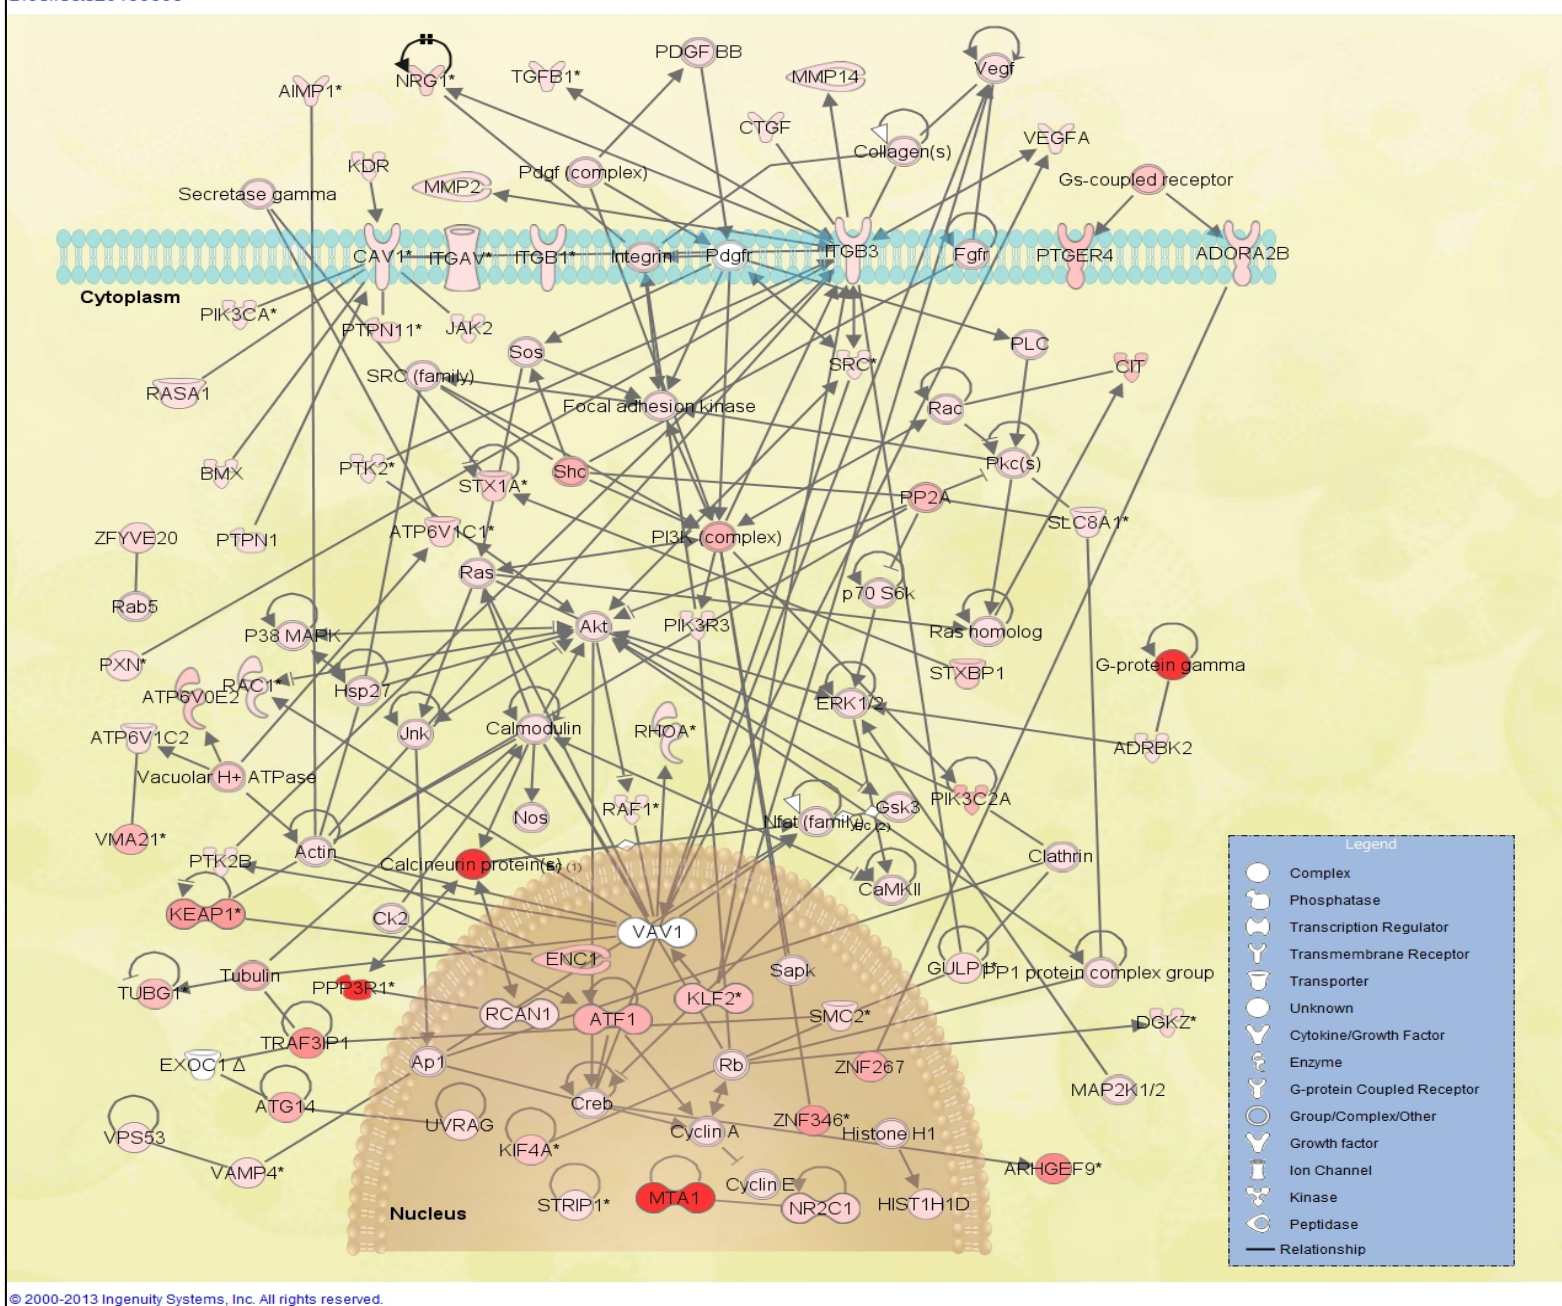 PDGF BB
Vegf
NRG1*
TGFB1*
MMP14
AIMP1*
CTGF
VEGFA
Collagen(s)
KDR
Pdgf (complex)
Gs-coupled receptor
MMP2
Secretase gamma
CAV1*
ITGAV*
ITGB1*
Integrin
Pdgfr
ITGB3
Fgfr
PTGER4
ADORA2B
Cytoplasm
PIK3CA*
PTPN11*
JAK2
Sos
PLC
SRC*
CIT
SRC (family)
RASA1
Focal adhesion kinase
Rac
BMX
PTK2*
Shc
Pkc(s)
STX1A*
PP2A
SLC8A1*
ZFYVE20
PTPN1
ATP6V1C1*
PI3K (complex)
Ras
p70 S6k
Rab5
P38 MAPK
Akt
PIK3R3
Ras homolog
PXN*
RAC1*
STXBP1
G-protein gamma
ATP6V0E2
Hsp27
ERK1/2
ATP6V1C2
Jnk
Calmodulin
RHOA*
ADRBK2
Vacuolar H+ ATPase
PIK3C2A
Nos
RAF1*
Gsk3
Nfat (family)
EC (2)
VMA21*
PTK2B
Actin
Calcineurin protein(s)
(1)
Clathrin
CaMKII
KEAP1*
Ck2
VAV1
ENC1
Sapk
GULP1*
PP1 protein complex group
Tubulin
TUBG1*
PPP3R1*
KLF2*
RCAN1
ATF1
SMC2*
DGKZ*
TRAF3IP1
EXOC1 Δ
Ap1
Rb
ZNF267
MAP2K1/2
ATG14
Creb
UVRAG
ZNF346*
VPS53
Cyclin A
Histone H1
KIF4A*
VAMP4*
ARHGEF9*
Cyclin E
STRIP1*
MTA1
NR2C1
HIST1H1D
Nucleus
Legend
Complex
Phosphatase
Transcription Regulator
Transmembrane Receptor
Transporter
Unknown
Cytokine/Growth Factor
Enzyme
G-protein Coupled Receptor
Group/Complex/Other
Growth factor
Ion Channel
Kinase
Peptidase
Relationship
© 2000-2013 Ingenuity Systems, Inc. All rights reserved.